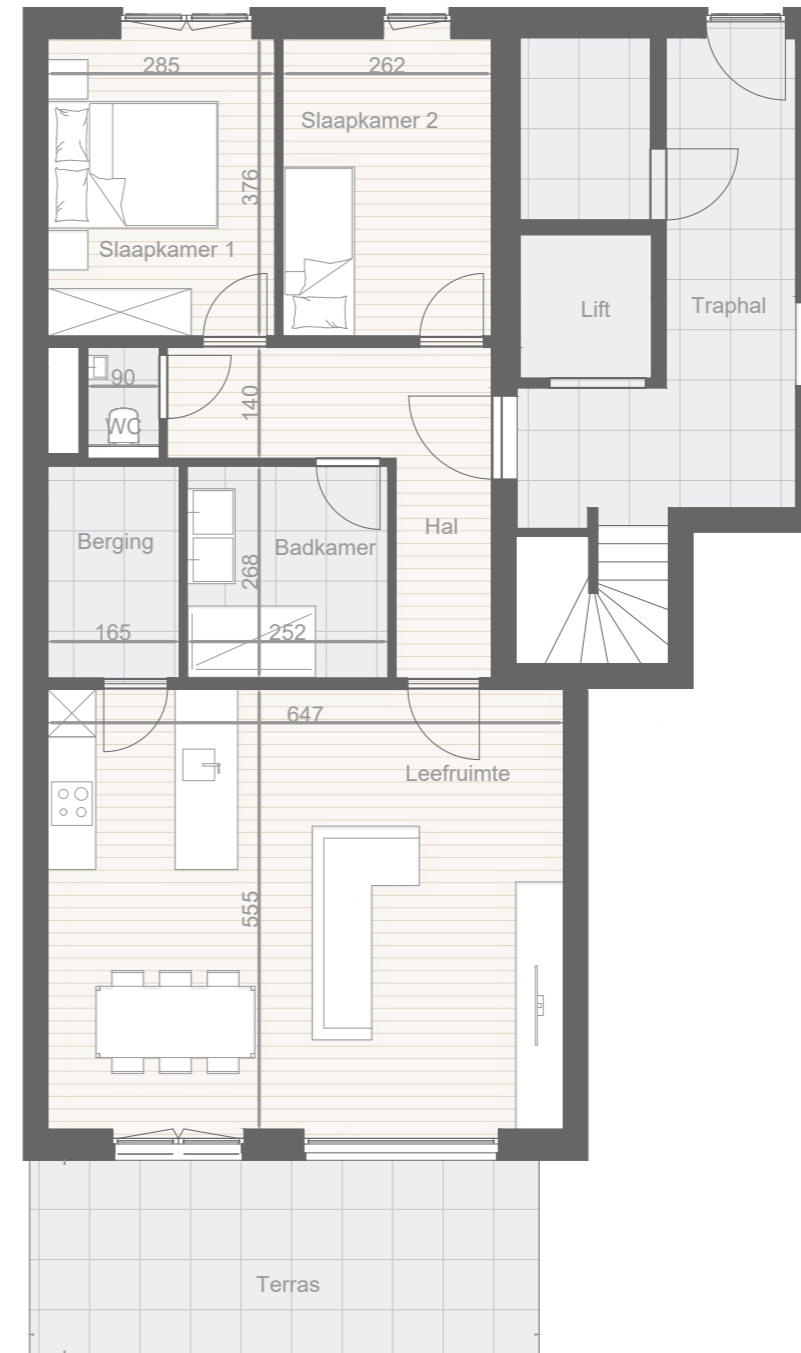 285
262
Slaapkamer 2
376
Slaapkamer 1
Lift
Traphal
90
140
WC
Hal
Berging
Badkamer
268
165
252
647
Leefruimte
555
Terras